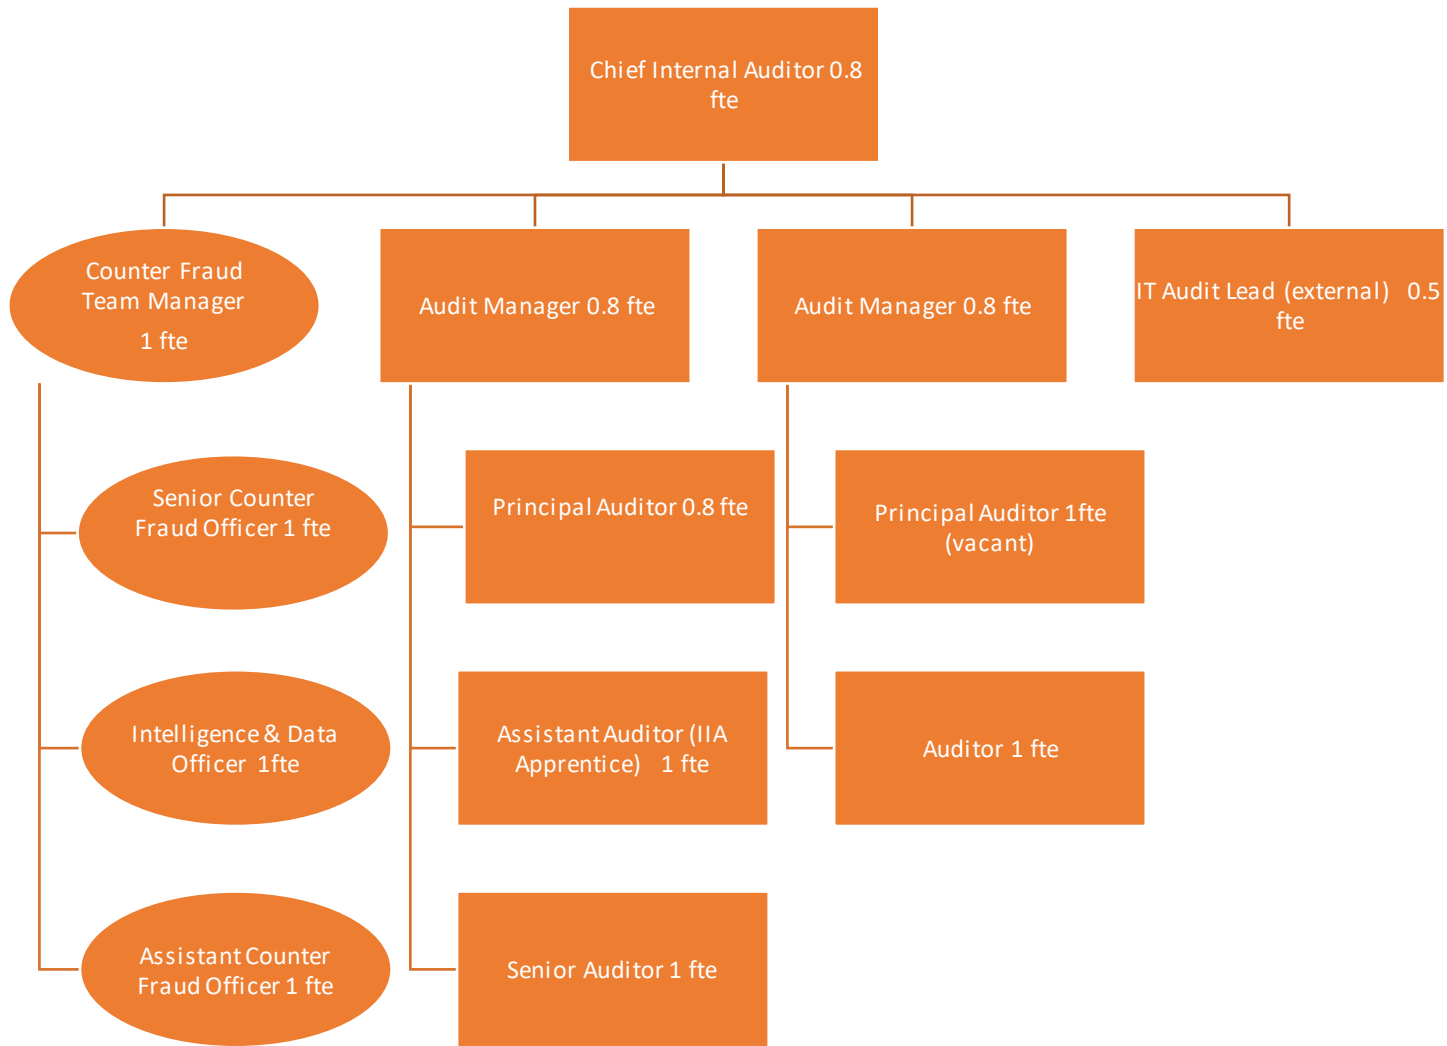 Chief Internal Auditor 0.8
fte
Counter Fraud
Team Manager
1 fte
Audit Manager 0.8 fte
Audit Manager 0.8 fte
IT Audit Lead (external) 0.5
fte
Senior Counter
Fraud Officer 1 fte
Principal Auditor 0.8 fte
Principal Auditor 1fte
(vacant)
Intelligence & Data
Officer 1fte
Assistant Auditor (IIA
Apprentice) 1 fte
Auditor 1 fte
Assistant Counter
Fraud Officer 1 fte
Senior Auditor 1 fte